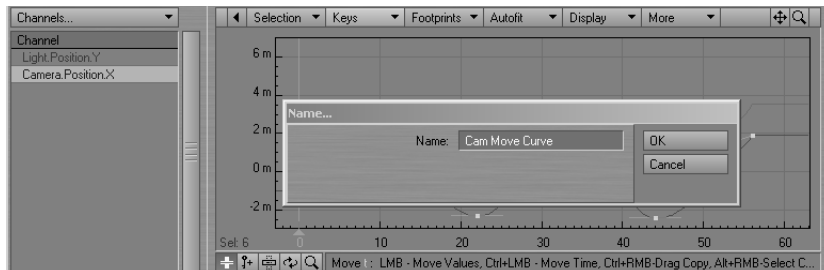 Channels...
Selection Keys Footprints Autofit Display More
Channel
Light.Position.Y
Camera.Position.X
6 m
4 m
2 m
0 m
-2 m
Name...
Name: Cam Move Curve
OK
Cancel
Sel: 6
0 10 20 30 40 50 60
Move : LMB - Move Values, Ctrl+LMB - Move Time, Ctrl+RMB-Drag Copy, Alt+RMB-Select C...